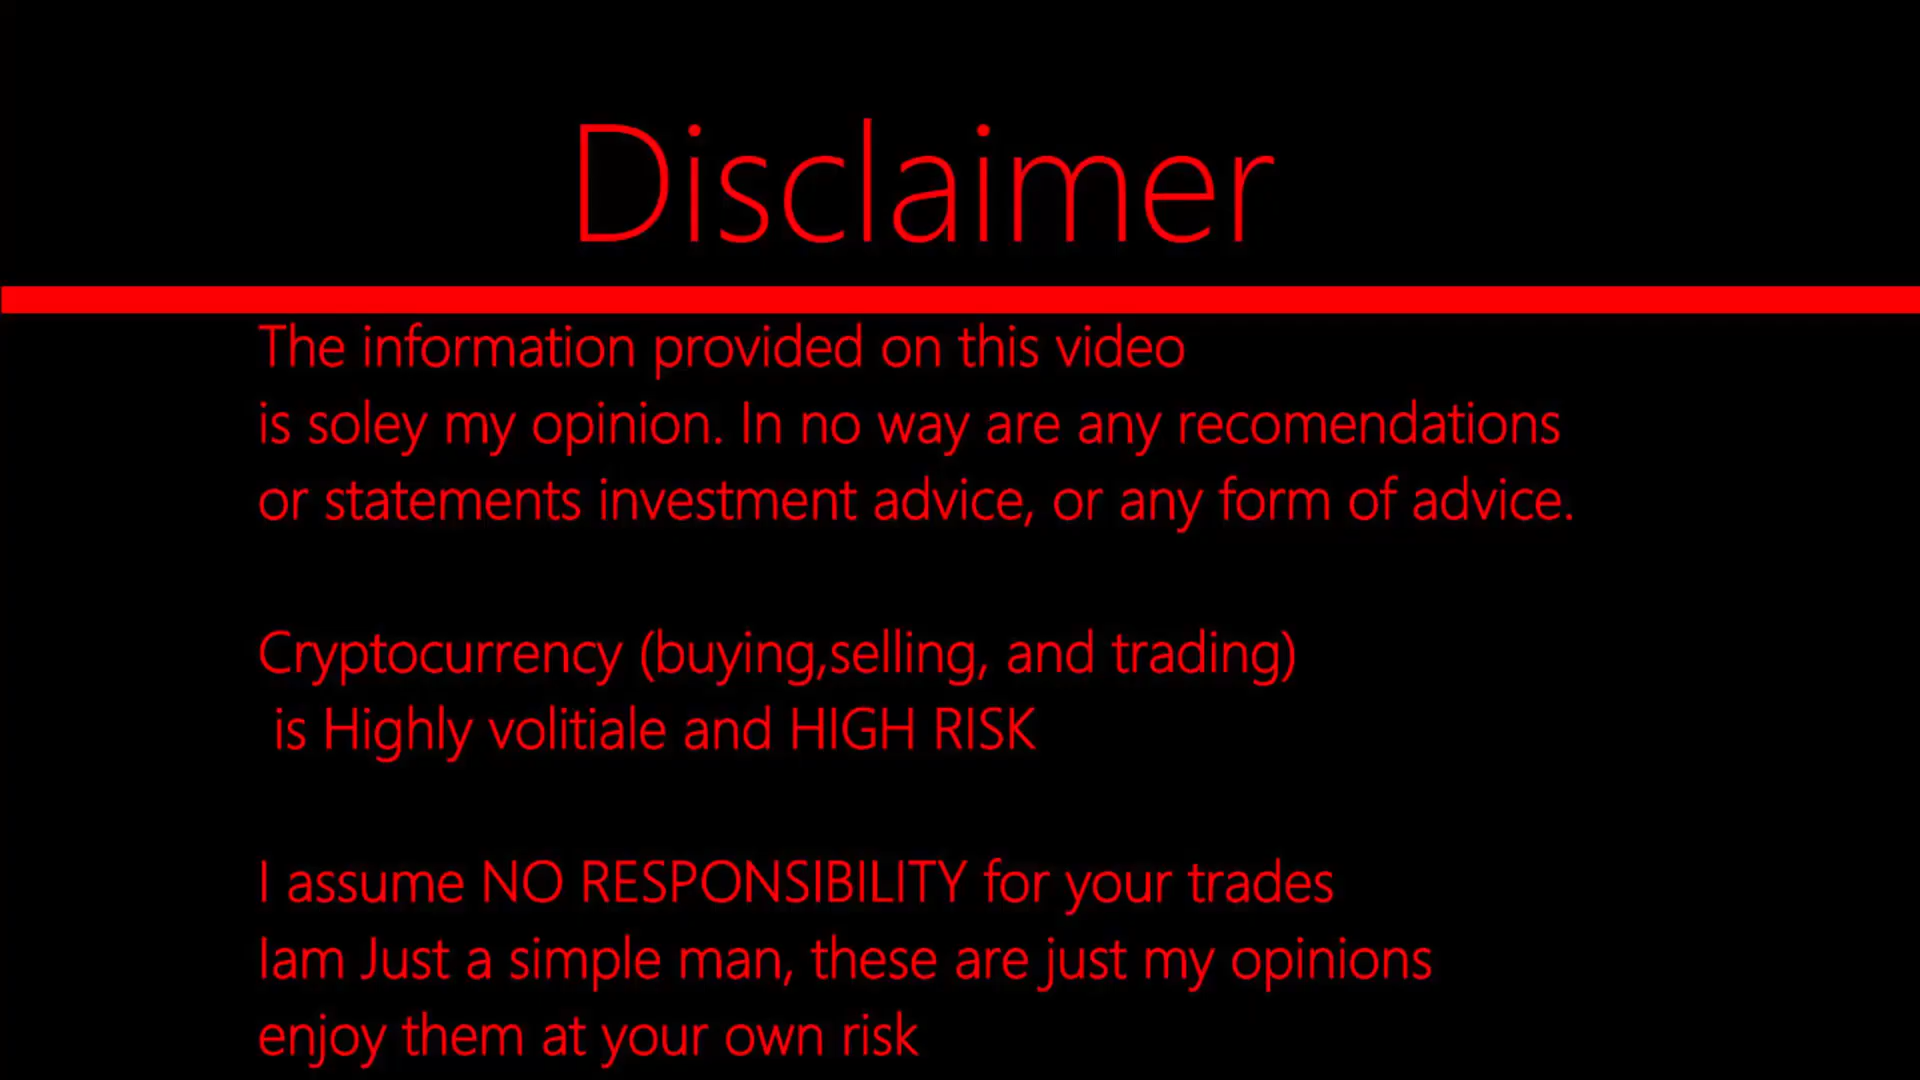 Disclaimer
The information provided on this video
is soley my opinion. In no way are any recomendations
or statements investment advice, or any form of advice.
Cryptocurrency (buying,selling, and trading)
is Highly volitiale and HIGH RISK
I assume NO RESPONSIBILITY for your trades
Iam Just a simple man, these are just my opinions
enjoy them at your own risk